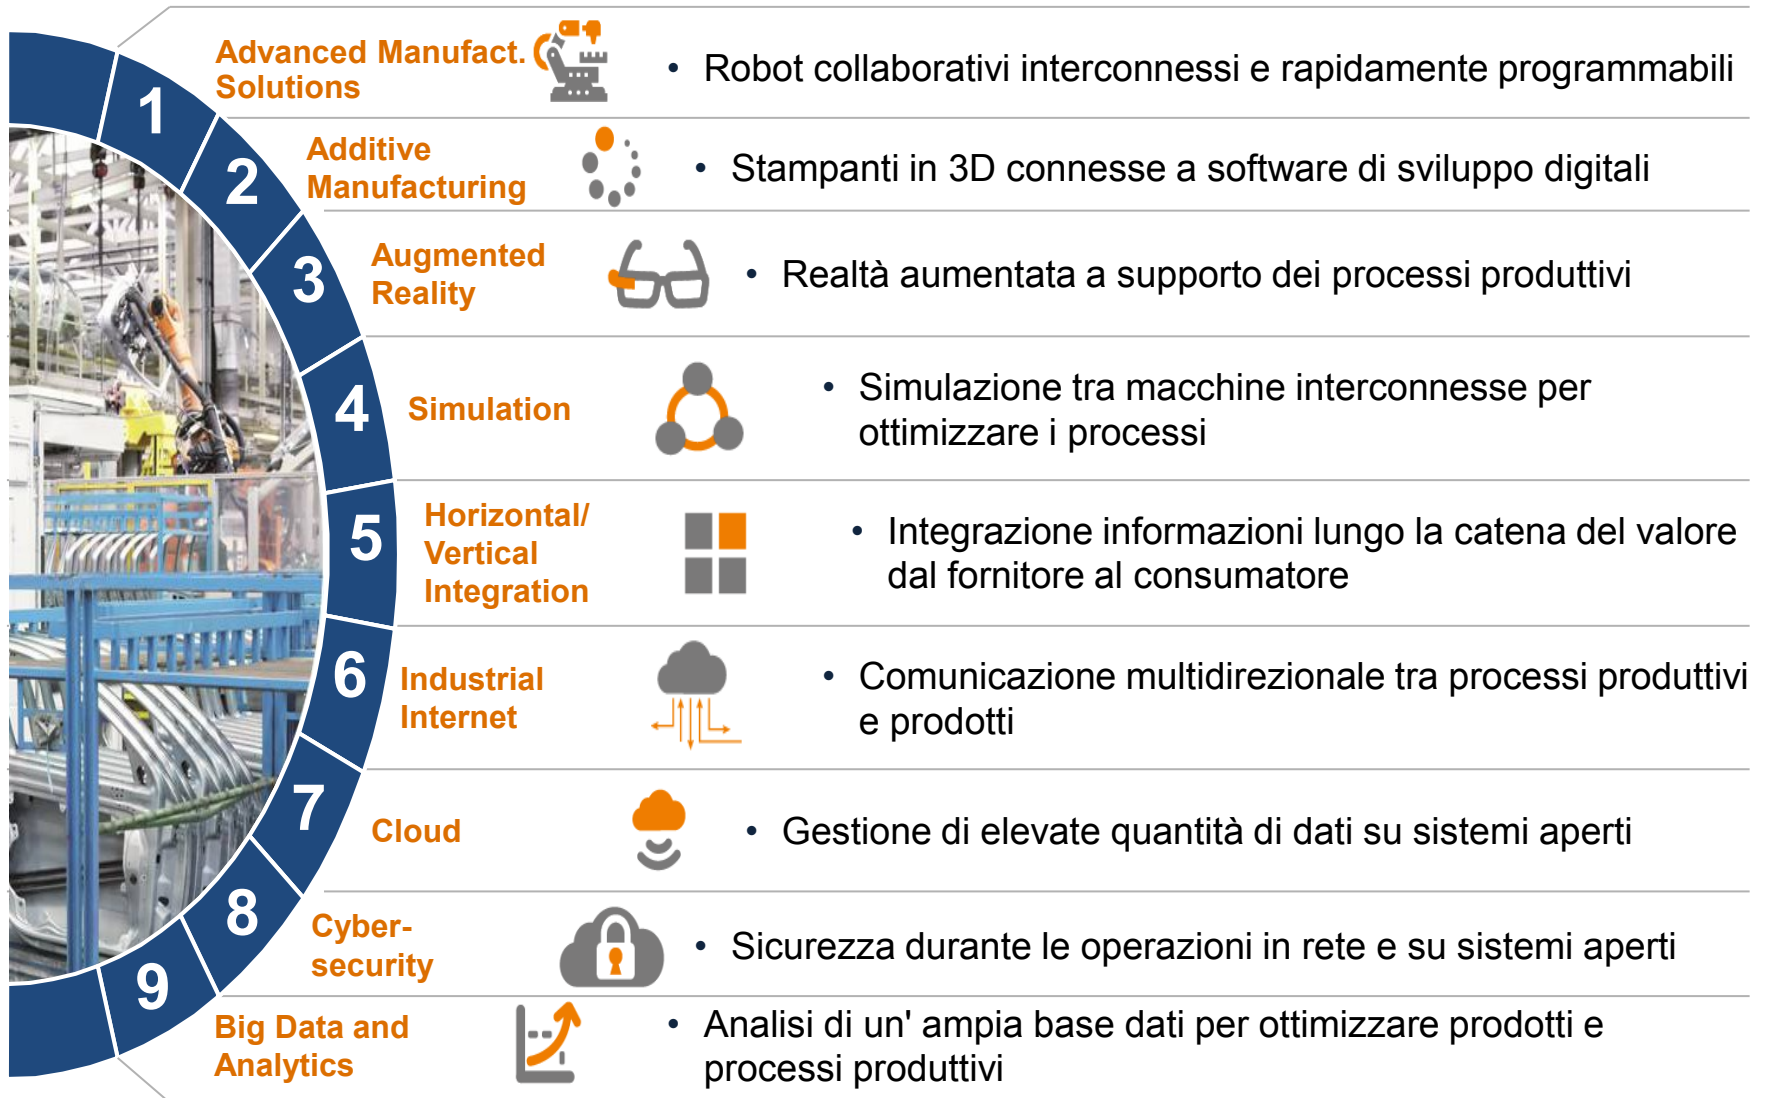 1
Advanced Manufact.
Solutions
• Robot collaborativi interconnessi e rapidamente programmabili
2
Additive
Manufacturing
• Stampanti in 3D connesse a software di sviluppo digitali
3
Augmented
Reality
• Realtà aumentata a supporto dei processi produttivi
4
Simulation
• Simulazione tra macchine interconnesse per
ottimizzare i processi
5
Horizontal/
Vertical
Integration
• Integrazione informazioni lungo la catena del valore
dal fornitore al consumatore
6
Industrial
Internet
• Comunicazione multidirezionale tra processi produttivi
e prodotti
7
Cloud
• Gestione di elevate quantità di dati su sistemi aperti
8
Cyber-
security
• Sicurezza durante le operazioni in rete e su sistemi aperti
9
Big Data and
Analytics
• Analisi di un' ampia base dati per ottimizzare prodotti e
processi produttivi